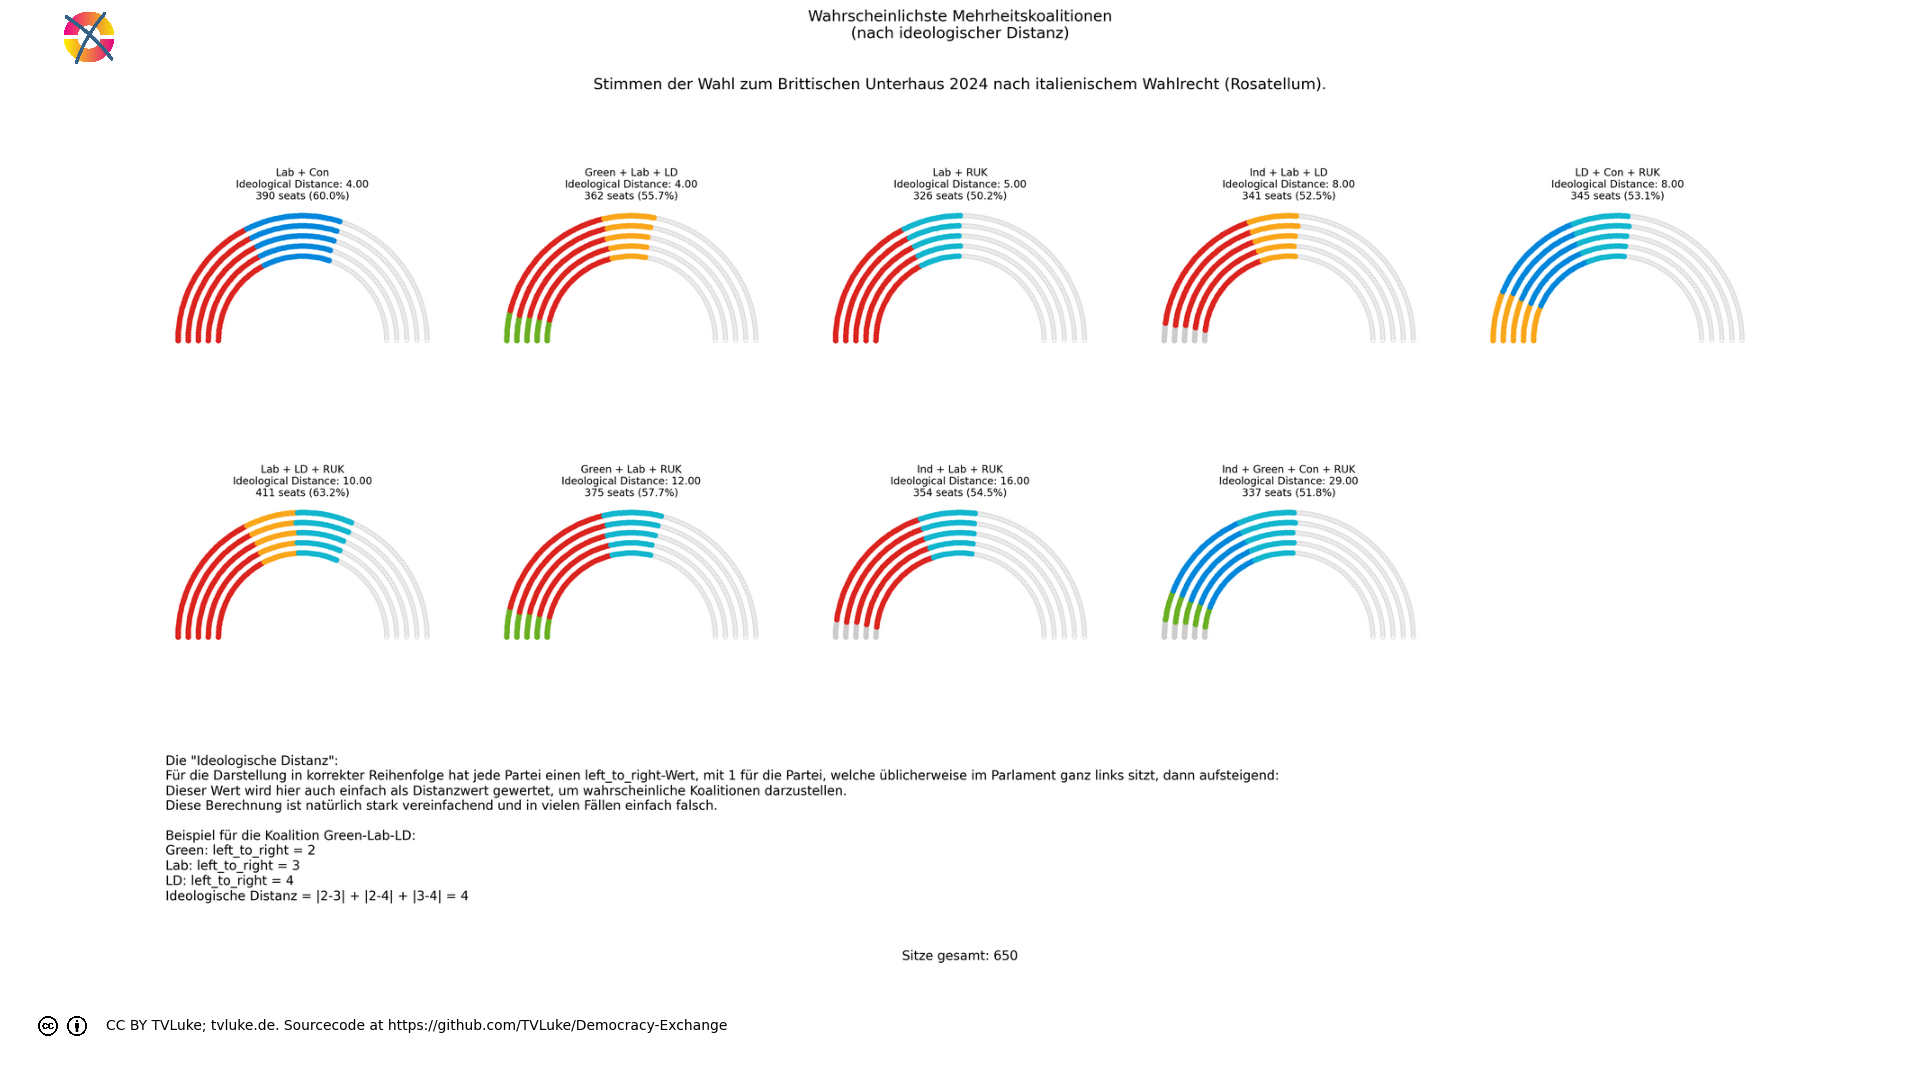 Wahrscheinlichste Mehrheitskoalitionen
(nach ideologischer Distanz)
Stimmen der Wahl zum Brittischen Unterhaus 2024 nach italienischem Wahlrecht (Rosatellum).
Lab + Con
Ideological Distance: 4.00
390 seats (60.0%)
Green + Lab + LD
Ideological Distance: 4.00
362 seats (55.7%)
Lab + RUK
Ideological Distance: 5.00
326 seats (50.2%)
Ind + Lab + LD
Ideological Distance: 8.00
341 seats (52.5%)
LD + Con + RUK
Ideological Distance: 8.00
345 seats (53.1%)
Lab + LD + RUK
Ideological Distance: 10.00
411 seats (63.2%)
Green + Lab + RUK
Ideological Distance: 12.00
375 seats (57.7%)
Ind + Lab + RUK
Ideological Distance: 16.00
354 seats (54.5%)
Ind + Green + Con + RUK
Ideological Distance: 29.00
337 seats (51.8%)
Die "Ideologische Distanz":
Für die Darstellung in korrekter Reihenfolge hat jede Partei einen left_to_right-Wert, mit 1 für die Partei, welche üblicherweise im Parlament ganz links sitzt, dann aufsteigend:
Dieser Wert wird hier auch einfach als Distanzwert gewertet, um wahrscheinliche Koalitionen darzustellen.
Diese Berechnung ist natürlich stark vereinfachend und in vielen Fällen einfach falsch.
Beispiel für die Koalition Green-Lab-LD:
Green: left_to_right = 2
Lab: left_to_right = 3
LD: left_to_right = 4
Ideologische Distanz = |2-3| + |2-4| + |3-4| = 4
Sitze gesamt: 650
cc
CC BY TVLuke; tvluke.de. Sourcecode at https://github.com/TVLuke/Democracy-Exchange